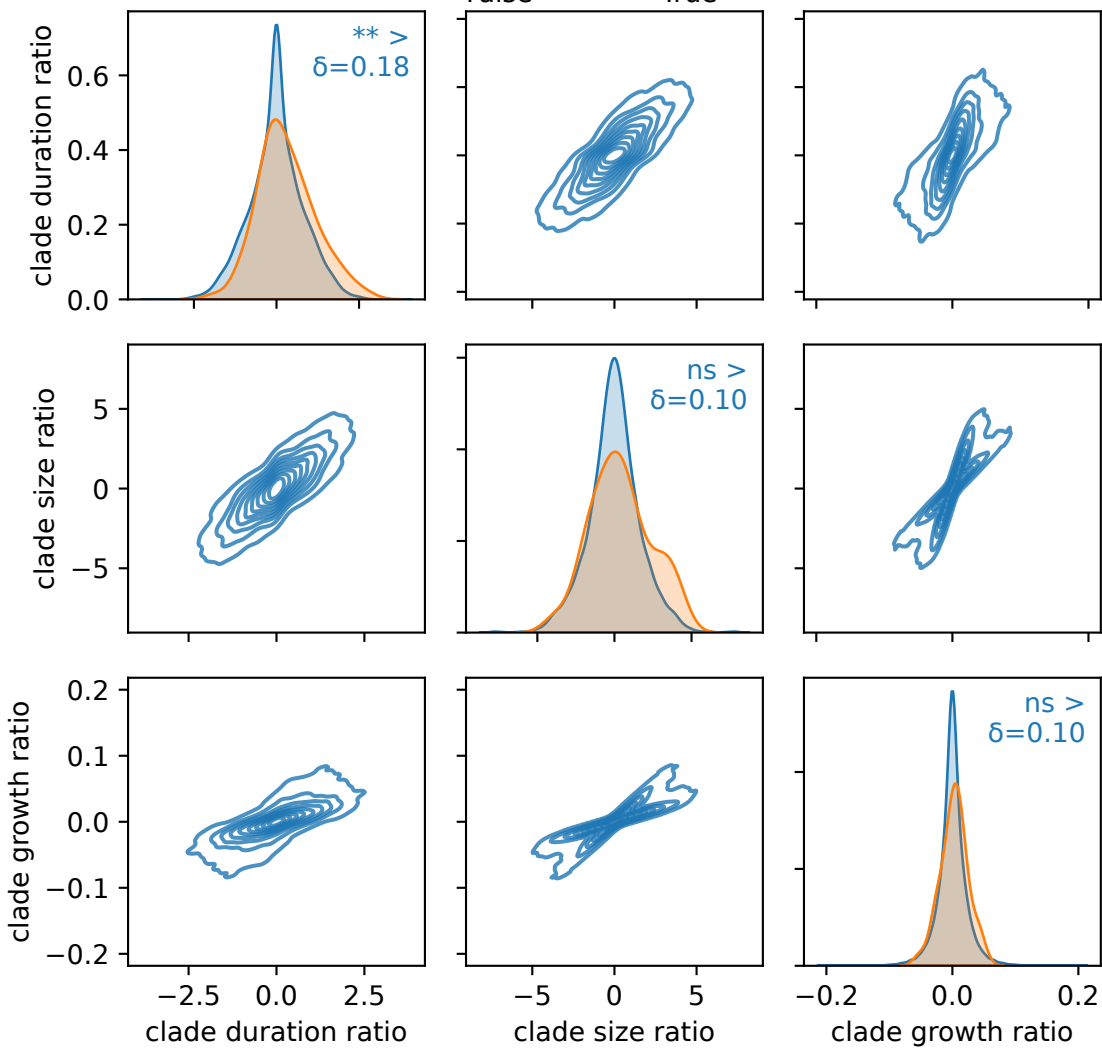 False True
** >
δ=0.18
clade duration ratio
0.6
0.4
0.2
0.0
ns >
δ=0.10
clade size ratio
5
0
−5
ns >
δ=0.10
clade growth ratio
0.2
0.1
0.0
−0.1
−0.2
−2.5 0.0 2.5
−5 0 5
−0.2 0.0 0.2
clade duration ratio
clade size ratio
clade growth ratio